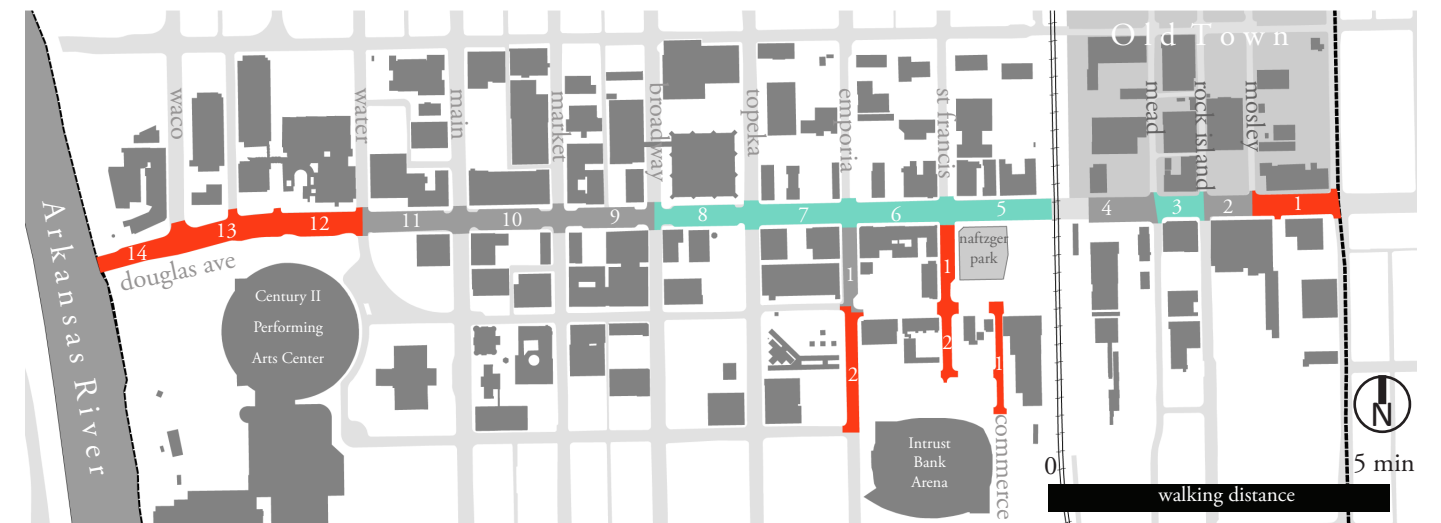 Old Town
waco
water
main
market
broadway
topeka
emporia
st francis
mead
rock island
mosley
14
13
12
11
10
9
8
7
6
5
4
3
2
1
douglas ave
Arkansas River
naftzger
park
1
2
1
2
1
Century II
Performing
Arts Center
Intrust
Bank
Arena
commerce
N
0
5 min
walking distance